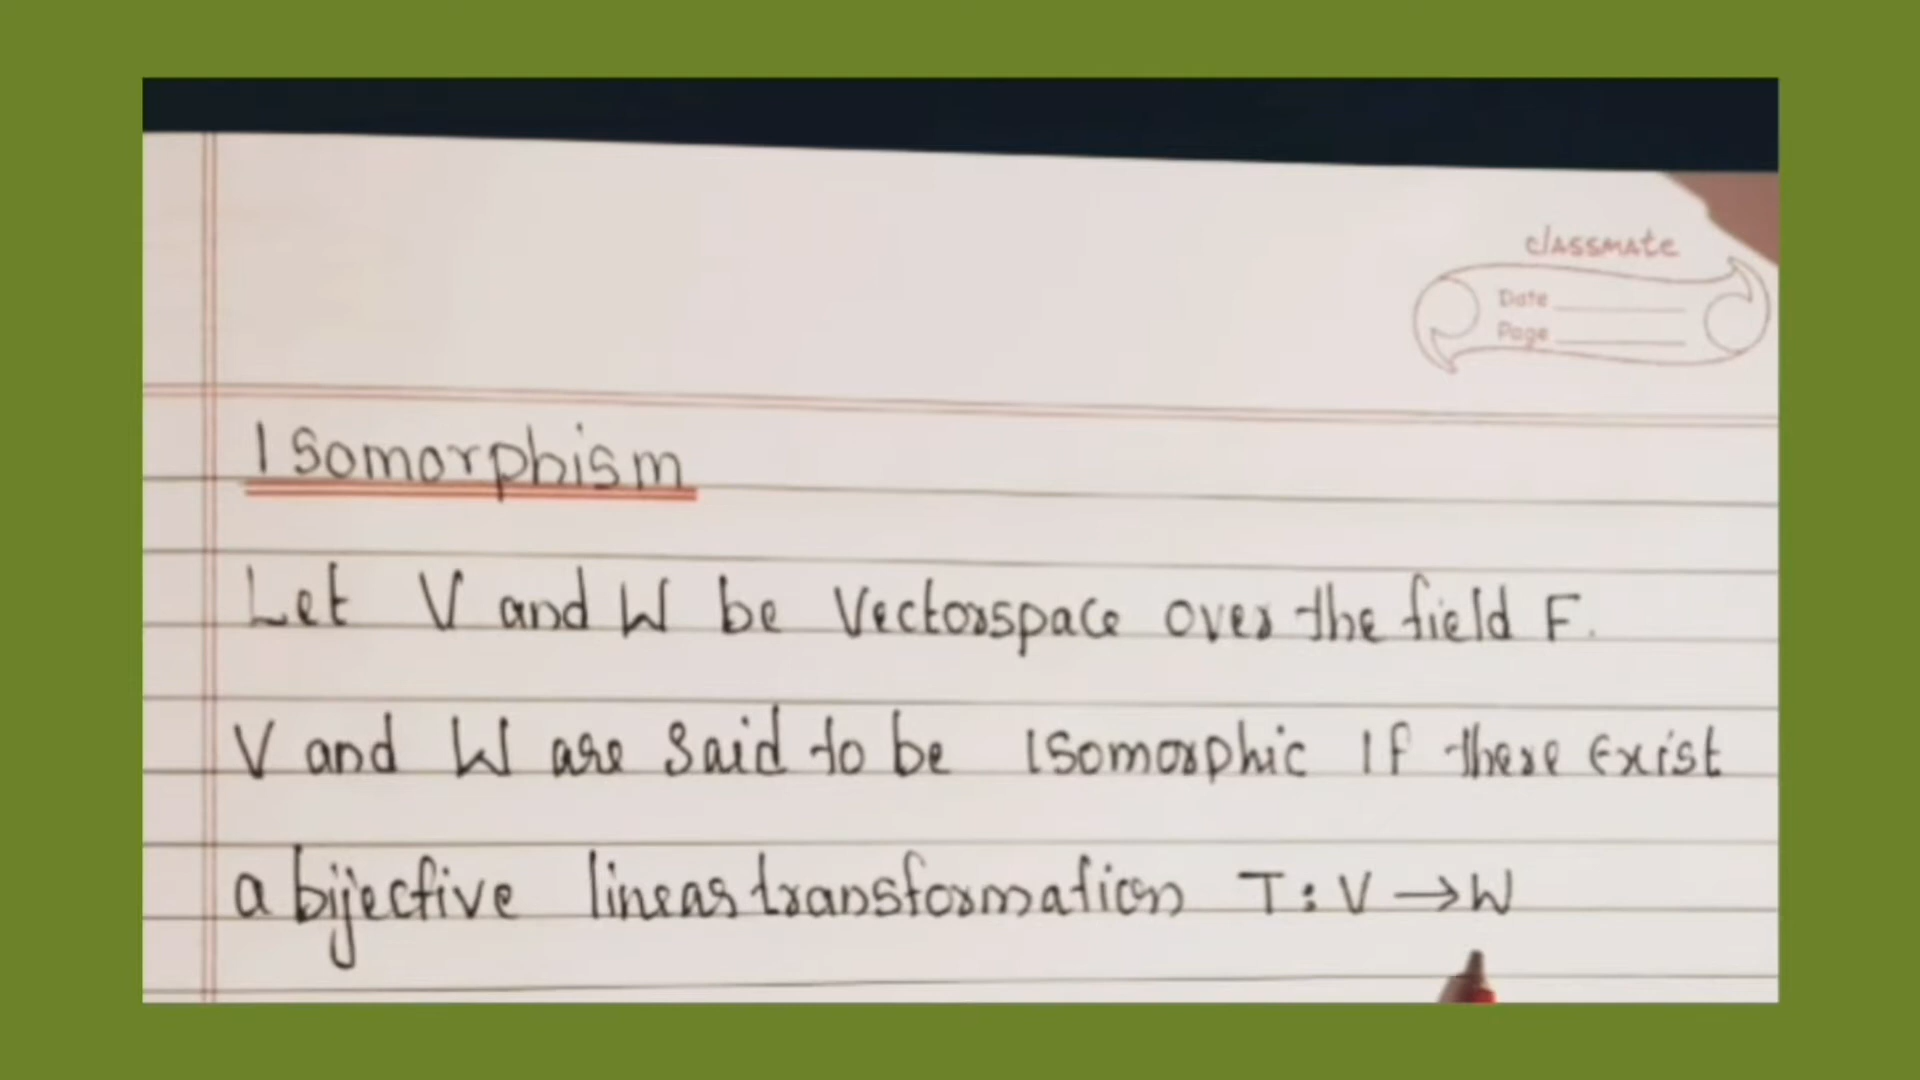 classmate
Date
Page
Isomorphism
Let V and W be Vectorspace over the field F.
V and W are said to be Isomorphic If there Exist
a bijective linear transformation T : V → W